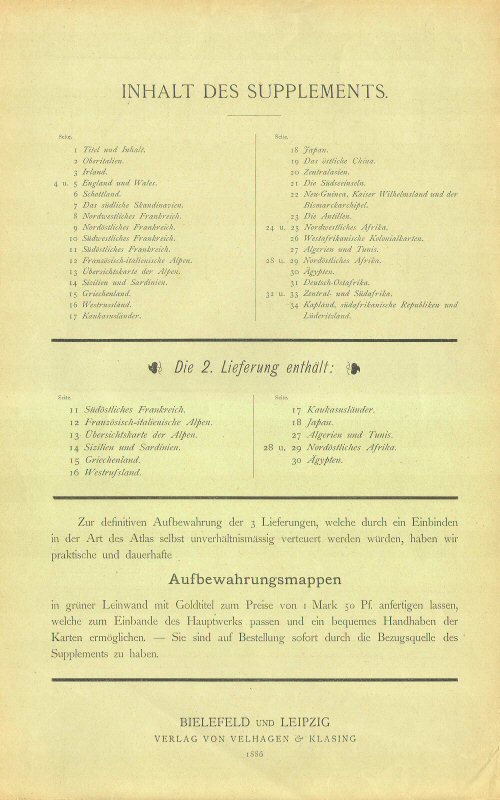 INHALT DES SUPPLEMENTS.
Seite.
1 Titel und Inhalt.
2 Oberitalien.
3 Irland.
4 u. 5 England und Wales.
6 Schottland.
7 Das südliche Skandinavien.
8 Nordwestliches Frankreich.
9 Nordöstliches Frankreich.
10 Südwestliches Frankreich.
11 Südöstliches Frankreich.
12 Französisch-italienische Alpen.
13 Übersichtskarte der Alpen.
14 Sizilien und Sardinien.
15 Griechenland.
16 Westrussland.
17 Kaukasusländer.
Seite.
18 Japan.
19 Das östliche China.
20 Zentralasien.
21 Die Südseeinseln.
22 Neu-Guinea, Kaiser Wilhelmsland und der
Bismarckarchipel.
23 Die Antillen.
24 u. 25 Nordwestliches Afrika.
26 Westafrikanische Kolonialkarten.
27 Algerien und Tunis.
28 u. 29 Nordöstliches Afrika.
30 Ägypten.
31 Deutsch-Ostafrika.
32 u. 33 Zentral- und Südafrika.
34 Kapland, südafrikanische Republiken und
Lüderitzland.
Die 2. Lieferung enthält:
Seite.
11 Südöstliches Frankreich.
12 Französisch-italienische Alpen.
13 Übersichtskarte der Alpen.
14 Sizilien und Sardinien.
15 Griechenland.
16 Westrufsland.
Seite.
17 Kaukasusländer.
18 Japan.
27 Algerien und Tunis.
28 u. 29 Nordöstliches Afrika.
30 Ägypten.
Zur definitiven Aufbewahrung der 3 Lieferungen, welche durch ein Einbinden
in der Art des Atlas selbst unverhältnismässig verteuert werden würden, haben wir
praktische und dauerhafte
Aufbewahrungsmappen
in grüner Leinwand mit Goldtitel zum Preise von 1 Mark 50 Pf. anfertigen lassen,
welche zum Einbande des Hauptwerks passen und ein bequemes Handhaben der
Karten ermöglichen. — Sie sind auf Bestellung sofort durch die Bezugsquelle des
Supplements zu haben.
BIELEFELD UND LEIPZIG
VERLAG VON VELHAGEN & KLASING
1886